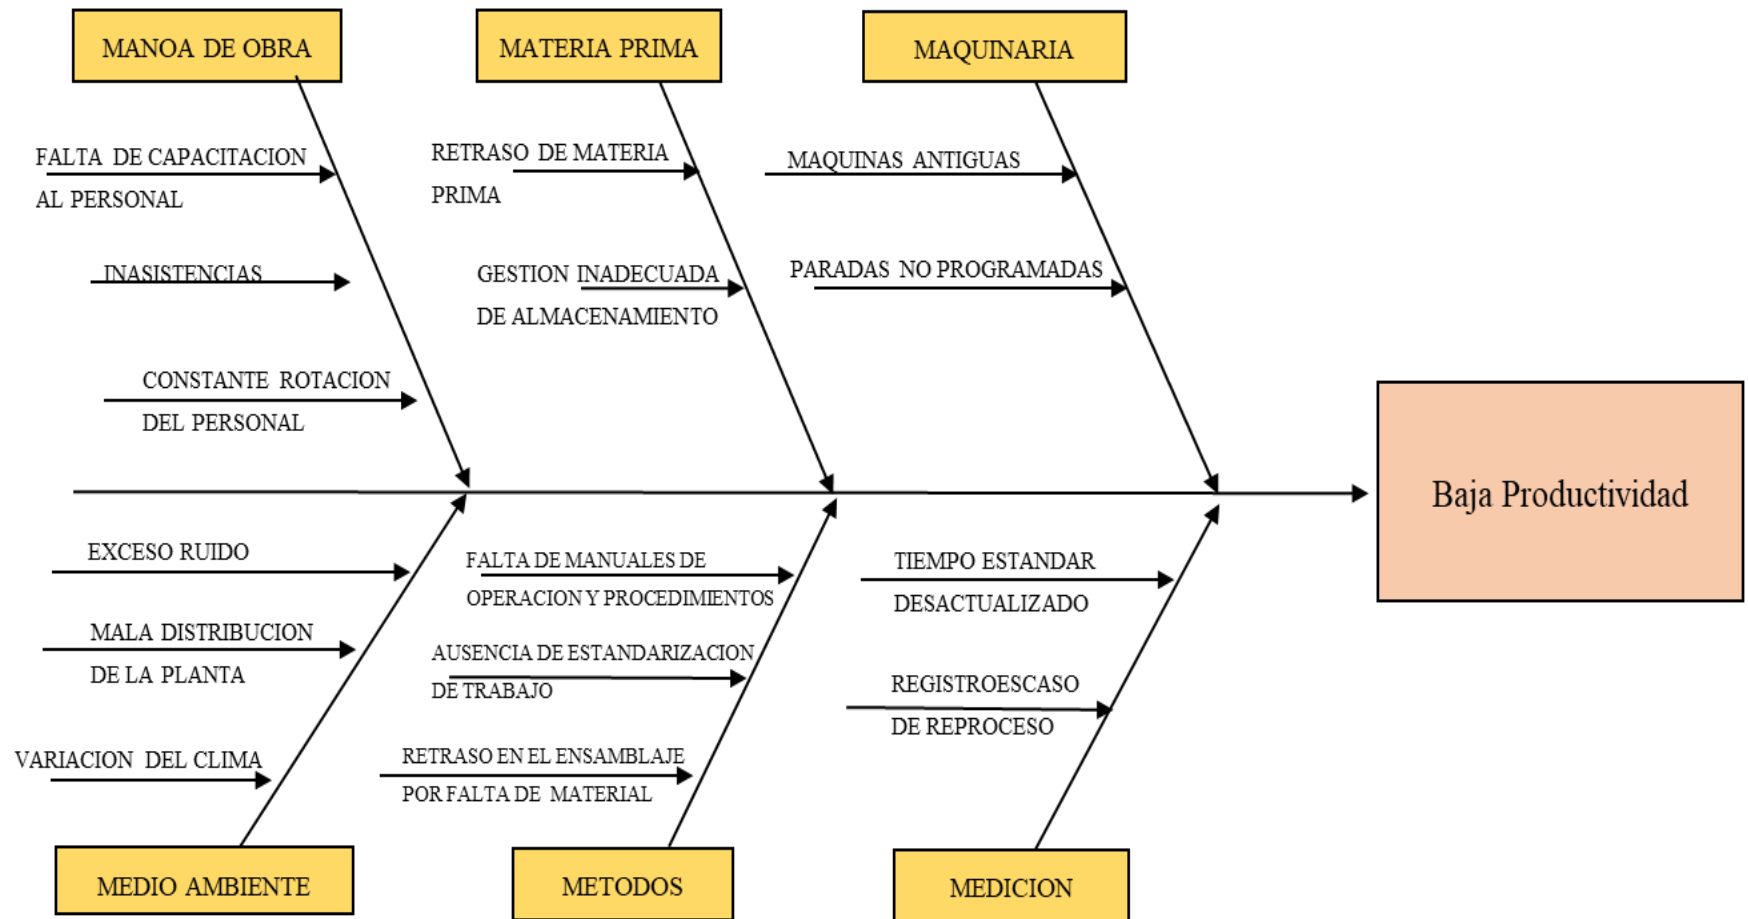 MANOA DE OBRA
MATERIA PRIMA
MAQUINARIA
FALTA DE CAPACITACION
AL PERSONAL
INASISTENCIAS
CONSTANTE ROTACION
DEL PERSONAL
RETRASO DE MATERIA
PRIMA
GESTION INADECUADA
DE ALMACENAMIENTO
MAQUINAS ANTIGUAS
PARADAS NO PROGRAMADAS
Baja Productividad
EXCESO RUIDO
MALA DISTRIBUCION
DE LA PLANTA
VARIACION DEL CLIMA
FALTA DE MANUALES DE
OPERACION Y PROCEDIMIENTOS
AUSENCIA DE ESTANDARIZACION
DE TRABAJO
RETRASO EN EL ENSAMBLAJE
POR FALTA DE MATERIAL
TIEMPO ESTANDAR
DESACTUALIZADO
REGISTROESCASO
DE REPROCESO
MEDIO AMBIENTE
METODOS
MEDICION